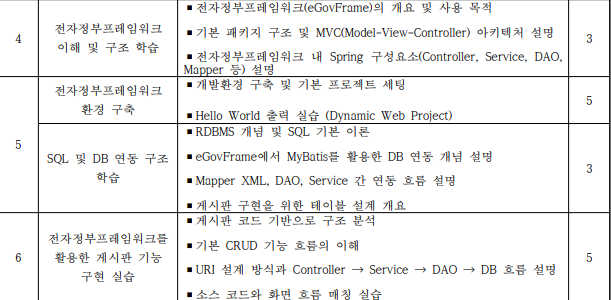 4
전자정부프레임워크
이해 및 구조 학습
▪ 전자정부프레임워크(eGovFrame)의 개요 및 사용 목적
▪ 기본 패키지 구조 및 MVC(Model-View-Controller) 아키텍처 설명
▪ 전자정부프레임워크 내 Spring 구성요소(Controller, Service, DAO,
Mapper 등) 설명
3
5
전자정부프레임워크
환경 구축
▪ 개발환경 구축 및 기본 프로젝트 세팅
▪ Hello World 출력 실습 (Dynamic Web Project)
5
SQL 및 DB 연동 구조
학습
▪ RDBMS 개념 및 SQL 기본 이론
▪ eGovFrame에서 MyBatis를 활용한 DB 연동 개념 설명
▪ Mapper XML, DAO, Service 간 연동 흐름 설명
▪ 게시판 구현을 위한 테이블 설계 개요
3
6
전자정부프레임워크를
활용한 게시판 기능
구현 실습
▪ 게시판 코드 기반으로 구조 분석
▪ 기본 CRUD 기능 흐름의 이해
▪ URI 설계 방식과 Controller → Service → DAO → DB 흐름 설명
▪ 소스 코드와 화면 흐름 매칭 실습
5